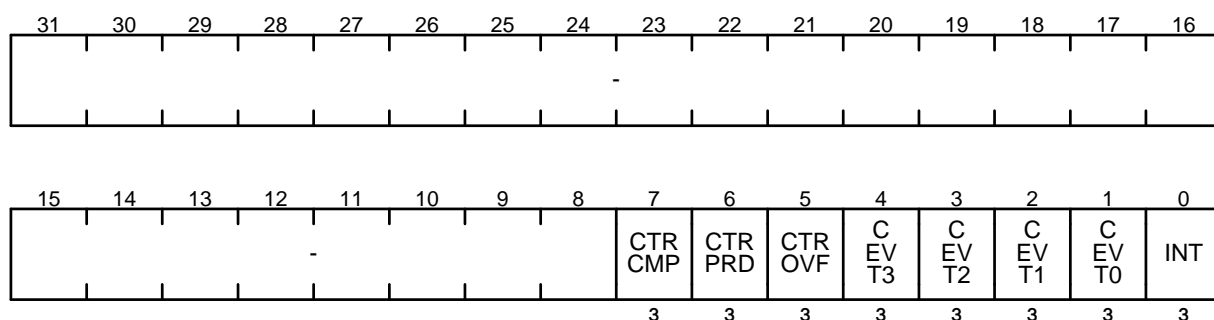 31 30 29 28 27 26 25 24 23 22 21 20 19 18 17 16
-
15 14 13 12 11 10 9 8 7 6 5 4 3 2 1 0
-
CTR CMP
CTR PRD
CTR OVF
C EV T3
C EV T2
C EV T1
C EV T0
INT
3 3 3 3 3 3 3 3